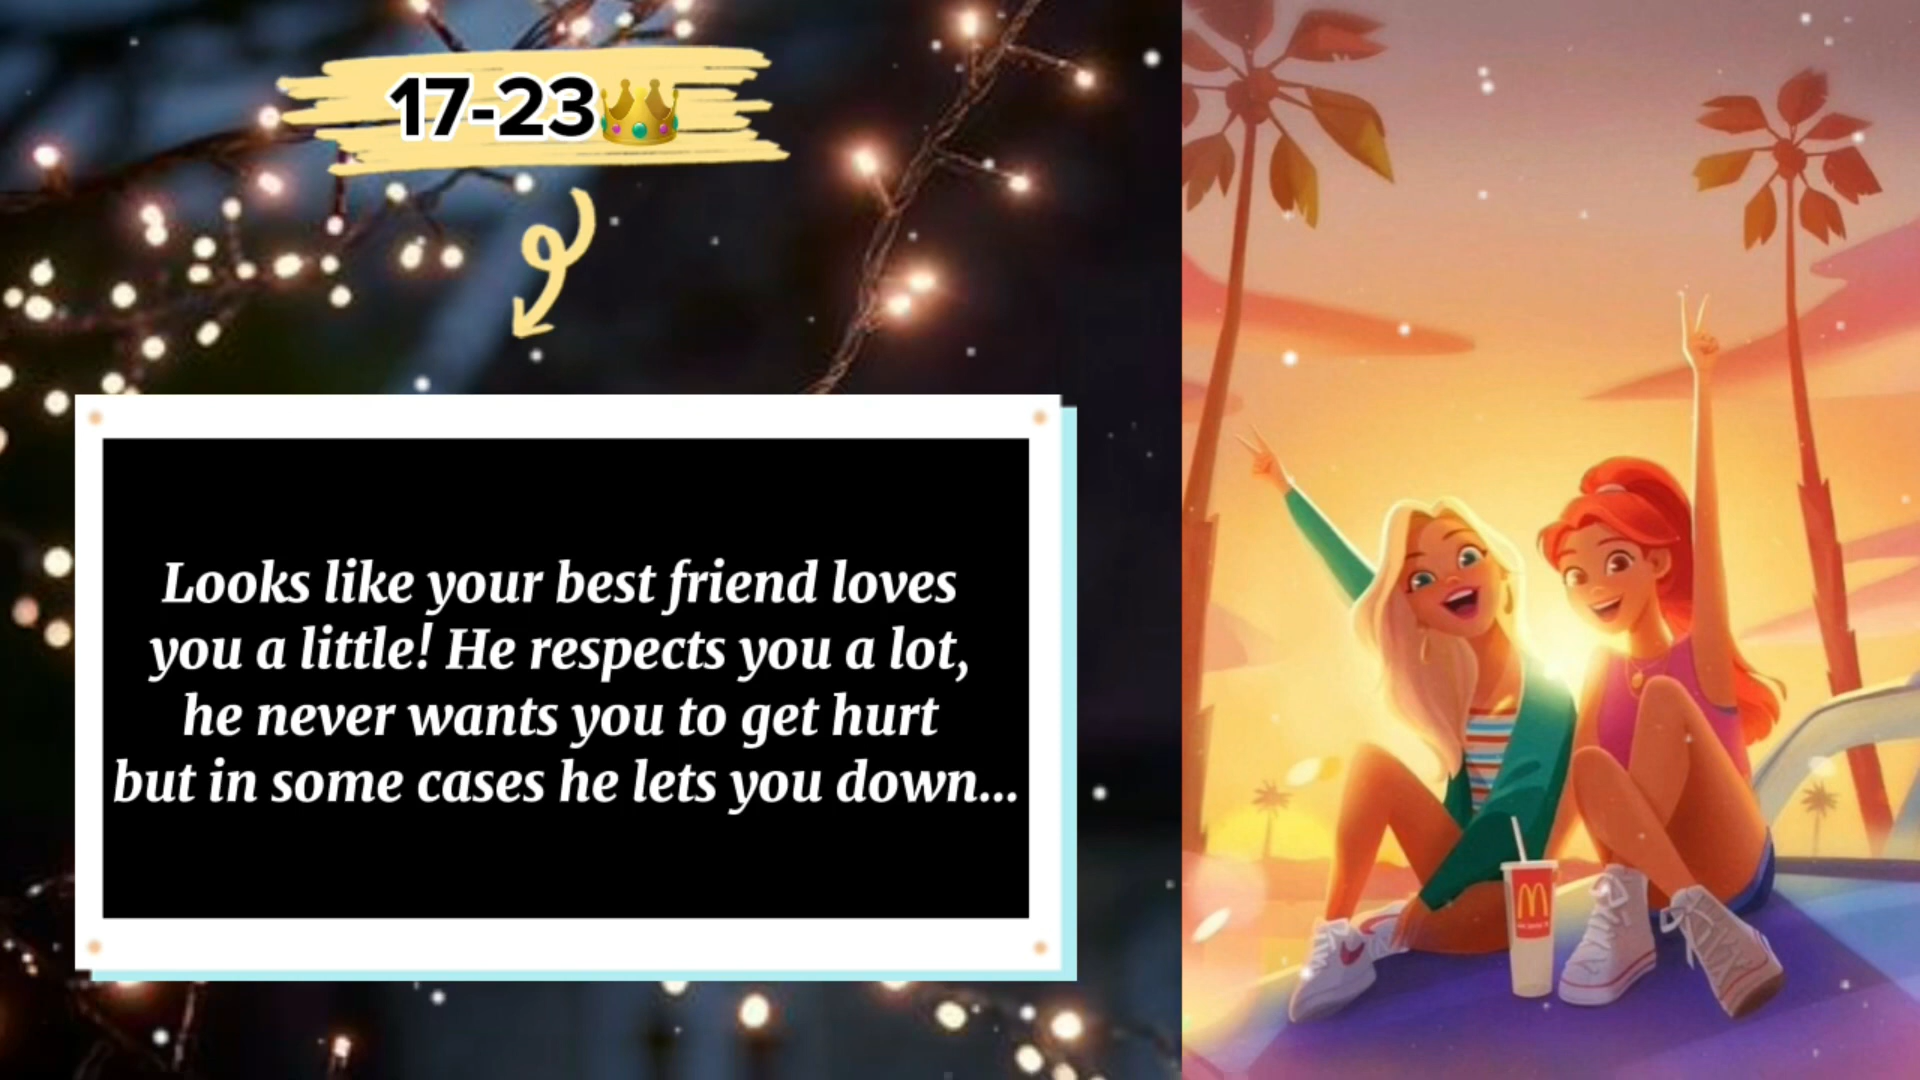 17-23👑
Looks like your best friend loves
you a little! He respects you a lot,
he never wants you to get hurt
but in some cases he lets you down...